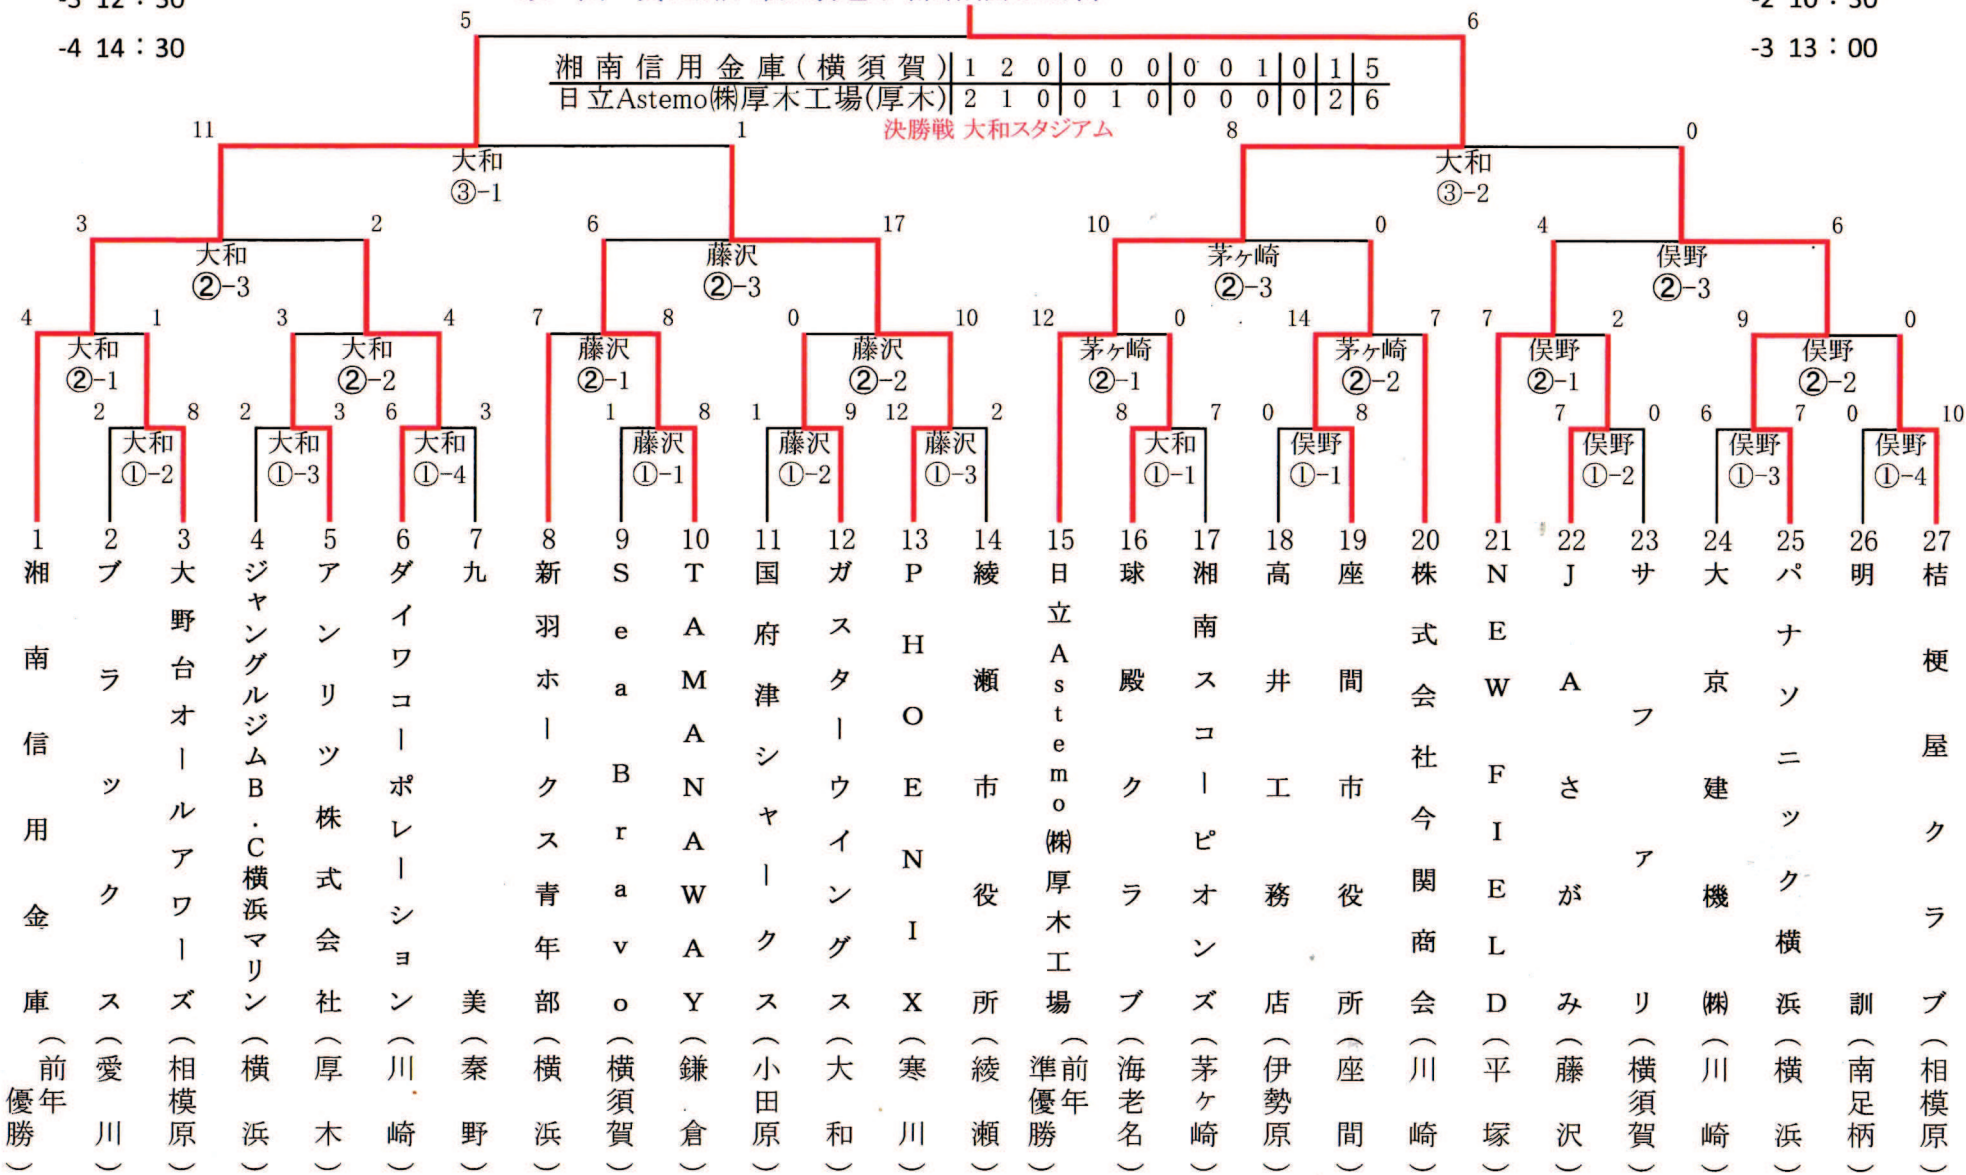 -3 12：30
-2 10：30
-4 14：30
-3 13：00
5 6
湘南信用金庫(横須賀) 1 2 0 0 0 0 0 0 1 0 1 5
日立Astemo㈱厚木工場(厚木) 2 1 0 0 1 0 0 0 0 0 2 6
決勝戦 大和スタジアム
11 1 8 0
大和 大和
③-1 ③-2
3 2 6 17 10 0 4 6
大和 藤沢 茅ヶ崎 俣野
②-3 ②-3 ②-3 ②-3
4 1 3 4 7 8 0 10 12 0 14 7 7 2 9 0
大和 大和 藤沢 藤沢 茅ヶ崎 茅ヶ崎 俣野 俣野
②-1 ②-2 ②-1 ②-2 ②-1 ②-2 ②-1 ②-2
2 8 2 3 6 3 1 8 1 9 12 2 8 7 0 8 7 0 6 7 0 10
大和 大和 大和 藤沢 藤沢 藤沢 大和 俣野 俣野 俣野 俣野
①-2 ①-3 ①-4 ①-1 ①-2 ①-3 ①-1 ①-1 ①-2 ①-3 ①-4
1 湘南信用金庫（前年優勝）
2 ブラックス（愛川）
3 大野台オールアワーズ（相模原）
4 ジャングルジムB.C横浜マリン（横浜）
5 アンリツ株式会社（厚木）
6 ダイワコーポレーション（川崎）
7 九美（秦野）
8 新羽ホークス青年部（横浜）
9 Sea Bravo（横須賀）
10 TAMANAWAY（鎌倉）
11 国府津シャークス（小田原）
12 ガスターウイングス（大和）
13 PHOENIX（寒川）
14 綾瀬市役所（綾瀬）
15 日立Astemo㈱厚木工場（前年準優勝）
16 球殿クラブ（海老名）
17 湘南スコーピオンズ（茅ヶ崎）
18 高井工務店（伊勢原）
19 座間市役所（座間）
20 株式会社今関商会（川崎）
21 NEW FIELD（平塚）
22 JAさがみ（藤沢）
23 サファリ（横須賀）
24 大京建機㈱（川崎）
25 パナソニック横浜（横浜）
26 明訓（南足柄）
27 桔梗屋クラブ（相模原）